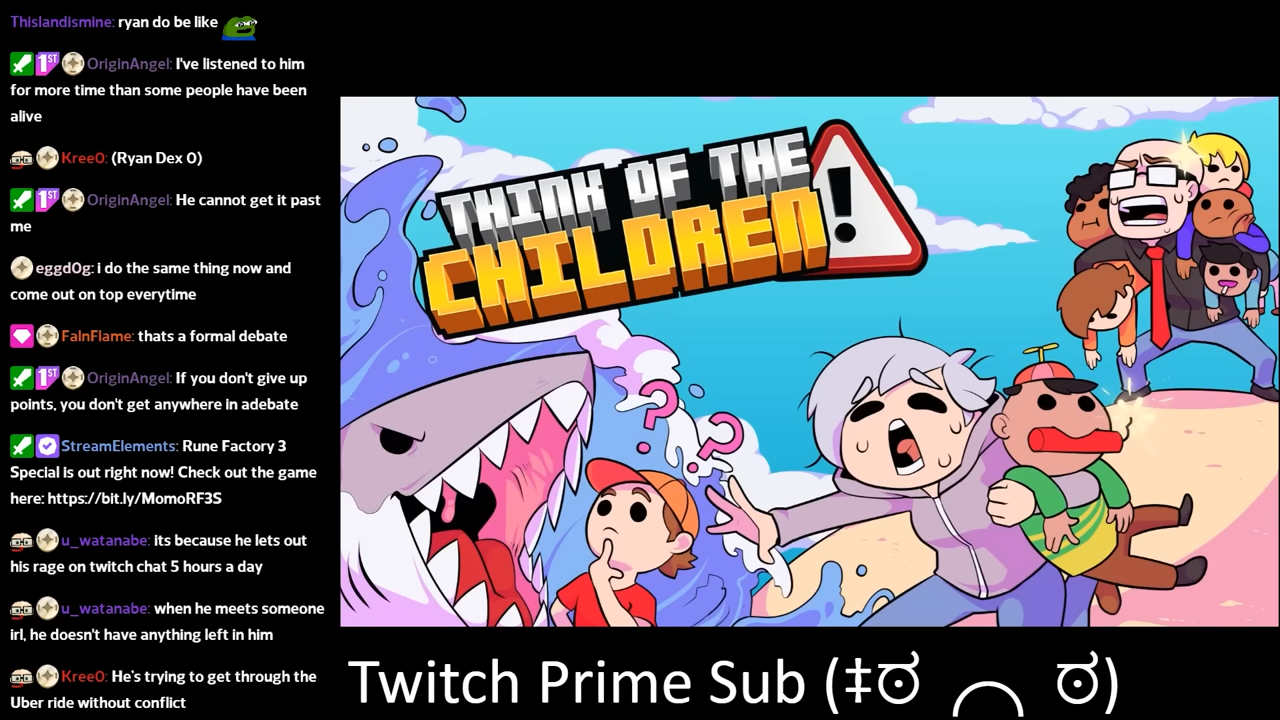 Thislandismine: ryan do be like
1ST OriginAngel: I've listened to him
for more time than some people have been
alive
KreeO: (Ryan Dex 0)
1ST OriginAngel: He cannot get it past
me
eggd0g: i do the same thing now and
come out on top everytime
FalnFlame: thats a formal debate
1ST OriginAngel: If you don't give up
points, you don't get anywhere in adebate
StreamElements: Rune Factory 3
Special is out right now! Check out the game
here: https://bit.ly/MomoRF3S
u_watanabe: its because he lets out
his rage on twitch chat 5 hours a day
u_watanabe: when he meets someone
irl, he doesn't have anything left in him
KreeO: He's trying to get through the
Uber ride without conflict
THINK OF THE
CHILDREN !
? ?
Twitch Prime Sub (‡ಠ ╭╮ ಠ)